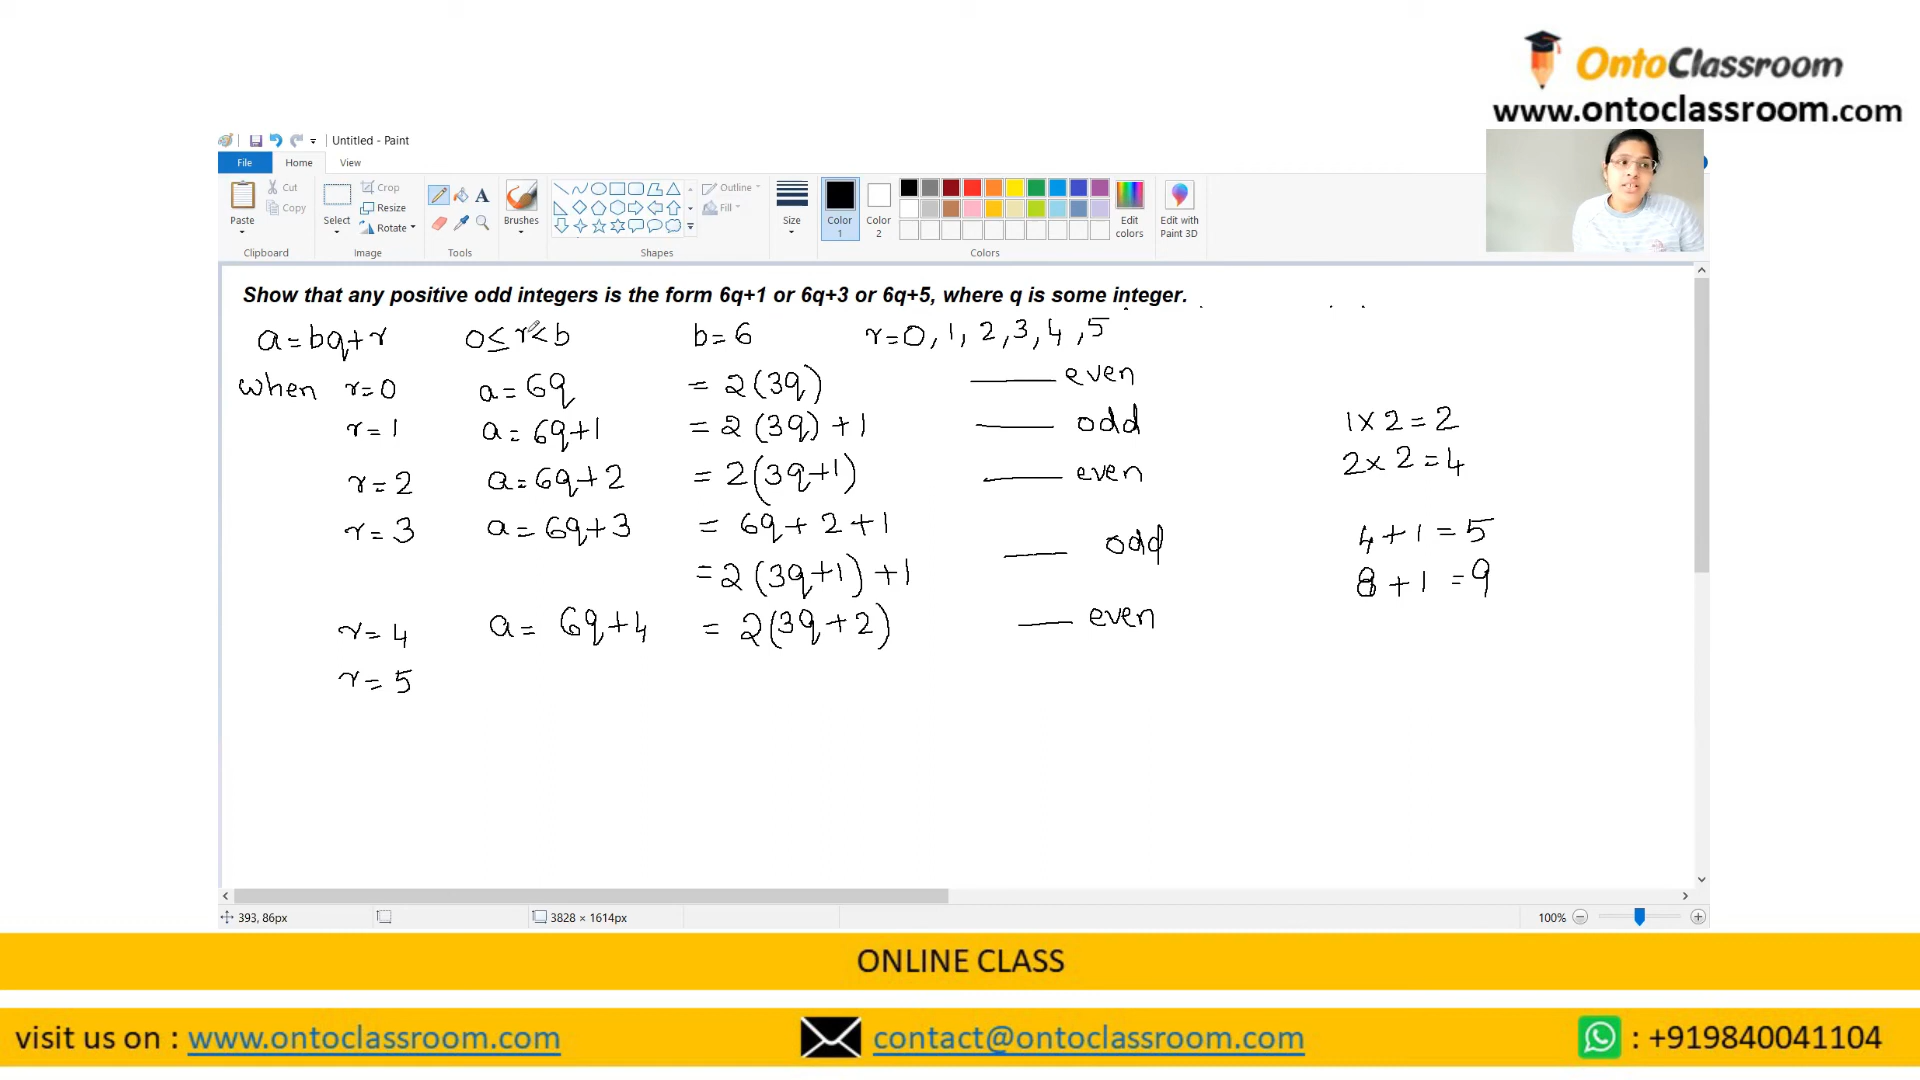 OntoClassroom
www.ontoclassroom.com
Untitled - Paint
File Home View
Paste Cut Copy Clipboard
Select Crop Resize Rotate Image
A Tools
Brushes
Outline Fill Shapes
Size
Color 1 Color 2
Edit colors Colors
Edit with Paint 3D
Show that any positive odd integers is the form 6q+1 or 6q+3 or 6q+5, where q is some integer.
a=bq+r 0≤r<b b=6 r=0,1,2,3,4,5
when r=0 a=6q =2(3q) —— even
r=1 a=6q+1 =2(3q)+1 —— odd
1×2=2
r=2 a=6q+2 =2(3q+1) —— even
2×2=4
r=3 a=6q+3 =6q+2+1
=2(3q+1)+1 —— odd
4+1=5
8+1=9
r=4 a=6q+4 =2(3q+2) —— even
r=5
393, 86px 3828 × 1614px 100%
ONLINE CLASS
visit us on : www.ontoclassroom.com contact@ontoclassroom.com : +919840041104